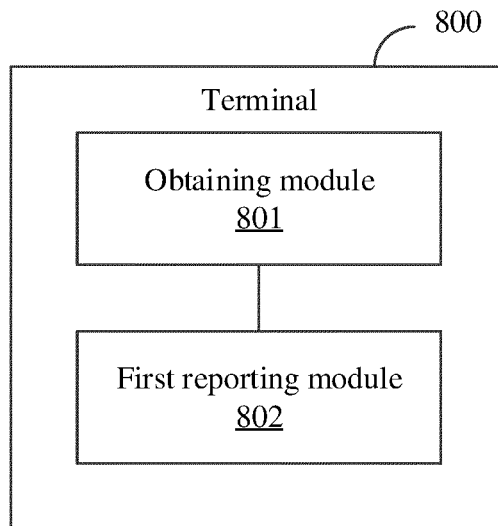 800
Terminal
Obtaining module
801
First reporting module
802